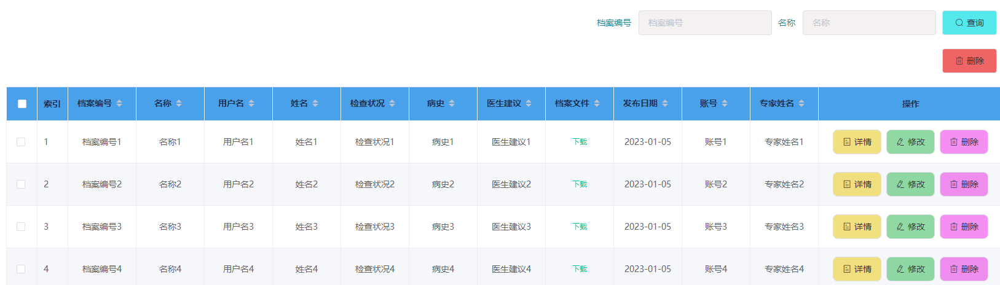 档案编号 档案编号 名称 名称 查询
删除
索引 档案编号 名称 用户名 姓名 检查状况 病史 医生建议 档案文件 发布日期 账号 专家姓名 操作
1 档案编号1 名称1 用户名1 姓名1 检查状况1 病史1 医生建议1 下载 2023-01-05 账号1 专家姓名1 详情 修改 删除
2 档案编号2 名称2 用户名2 姓名2 检查状况2 病史2 医生建议2 下载 2023-01-05 账号2 专家姓名2 详情 修改 删除
3 档案编号3 名称3 用户名3 姓名3 检查状况3 病史3 医生建议3 下载 2023-01-05 账号3 专家姓名3 详情 修改 删除
4 档案编号4 名称4 用户名4 姓名4 检查状况4 病史4 医生建议4 下载 2023-01-05 账号4 专家姓名4 详情 修改 删除